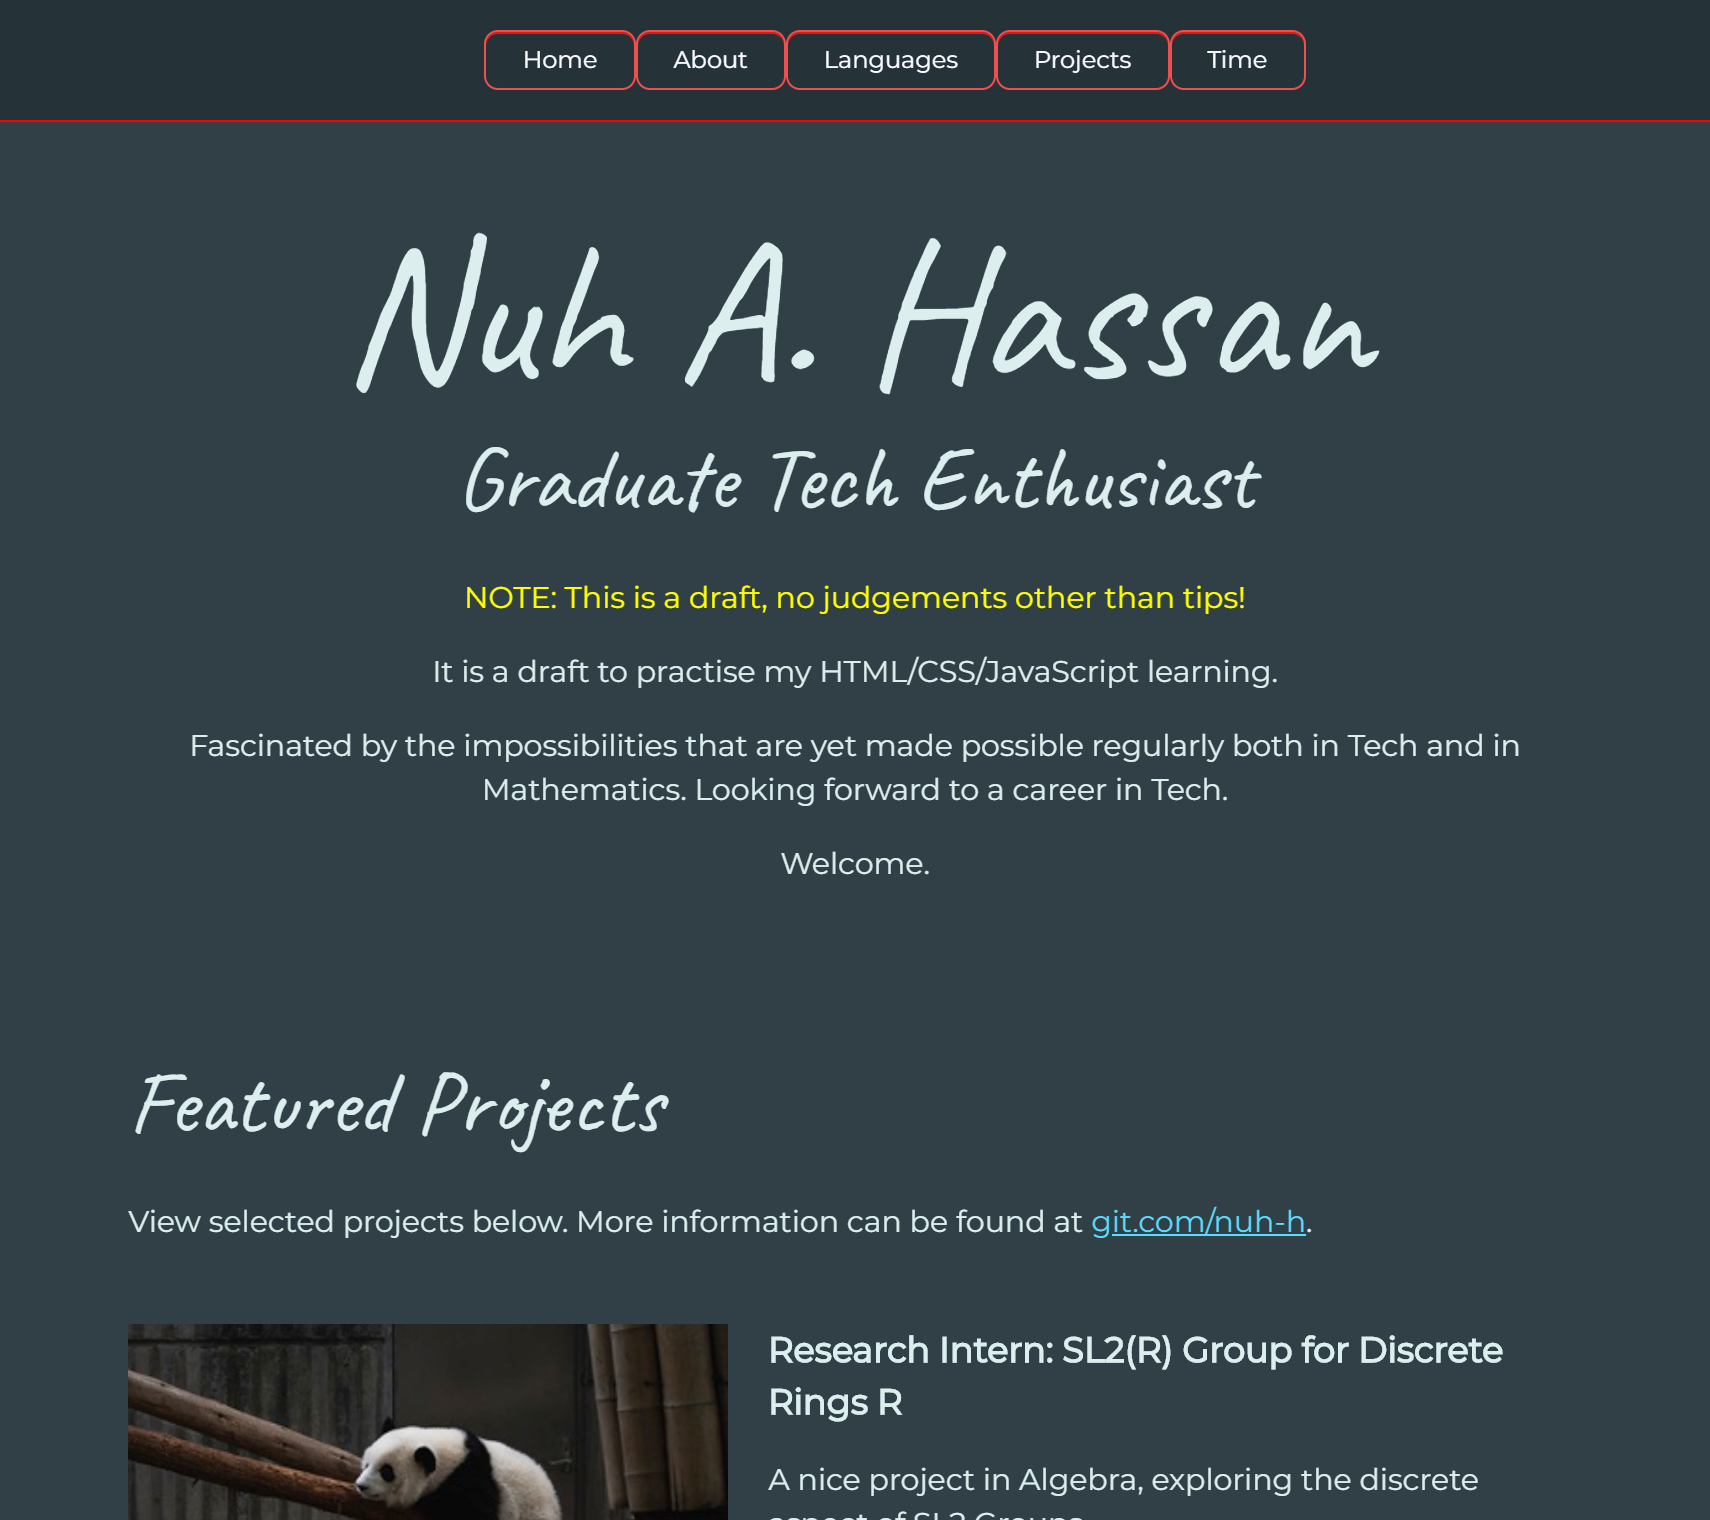 Home About Languages Projects Time
Nuh A. Hassan
Graduate Tech Enthusiast
NOTE: This is a draft, no judgements other than tips!
It is a draft to practise my HTML/CSS/JavaScript learning.
Fascinated by the impossibilities that are yet made possible regularly both in Tech and in
Mathematics. Looking forward to a career in Tech.
Welcome.
Featured Projects
View selected projects below. More information can be found at git.com/nuh-h.
Research Intern: SL2(R) Group for Discrete
Rings R
A nice project in Algebra, exploring the discrete
aspect of SL2 Groups